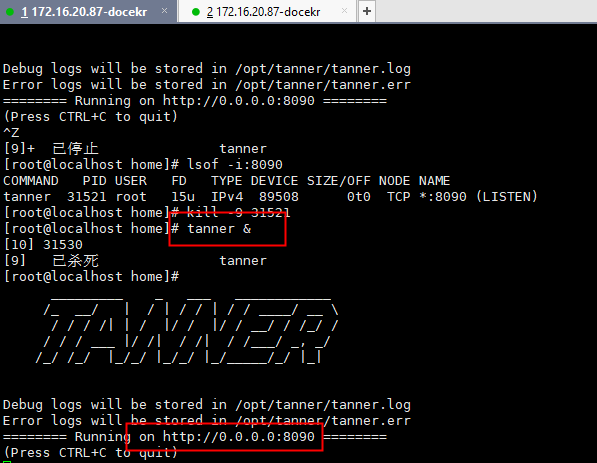 1 172.16.20.87-docekr × 2 172.16.20.87-docekr × +
Debug logs will be stored in /opt/tanner/tanner.log
Error logs will be stored in /opt/tanner/tanner.err
======== Running on http://0.0.0.0:8090 ========
(Press CTRL+C to quit)
^Z
[9]+ 已停止 tanner
[root@localhost home]# lsof -i:8090
COMMAND PID USER FD TYPE DEVICE SIZE/OFF NODE NAME
tanner 31521 root 15u IPv4 89508 0t0 TCP *:8090 (LISTEN)
[root@localhost home]# kill -9 31521
[root@localhost home]# tanner &
[10] 31530
[9] 已杀死 tanner
[root@localhost home]#
TANNER
Debug logs will be stored in /opt/tanner/tanner.log
Error logs will be stored in /opt/tanner/tanner.err
======== Running on http://0.0.0.0:8090 ========
(Press CTRL+C to quit)